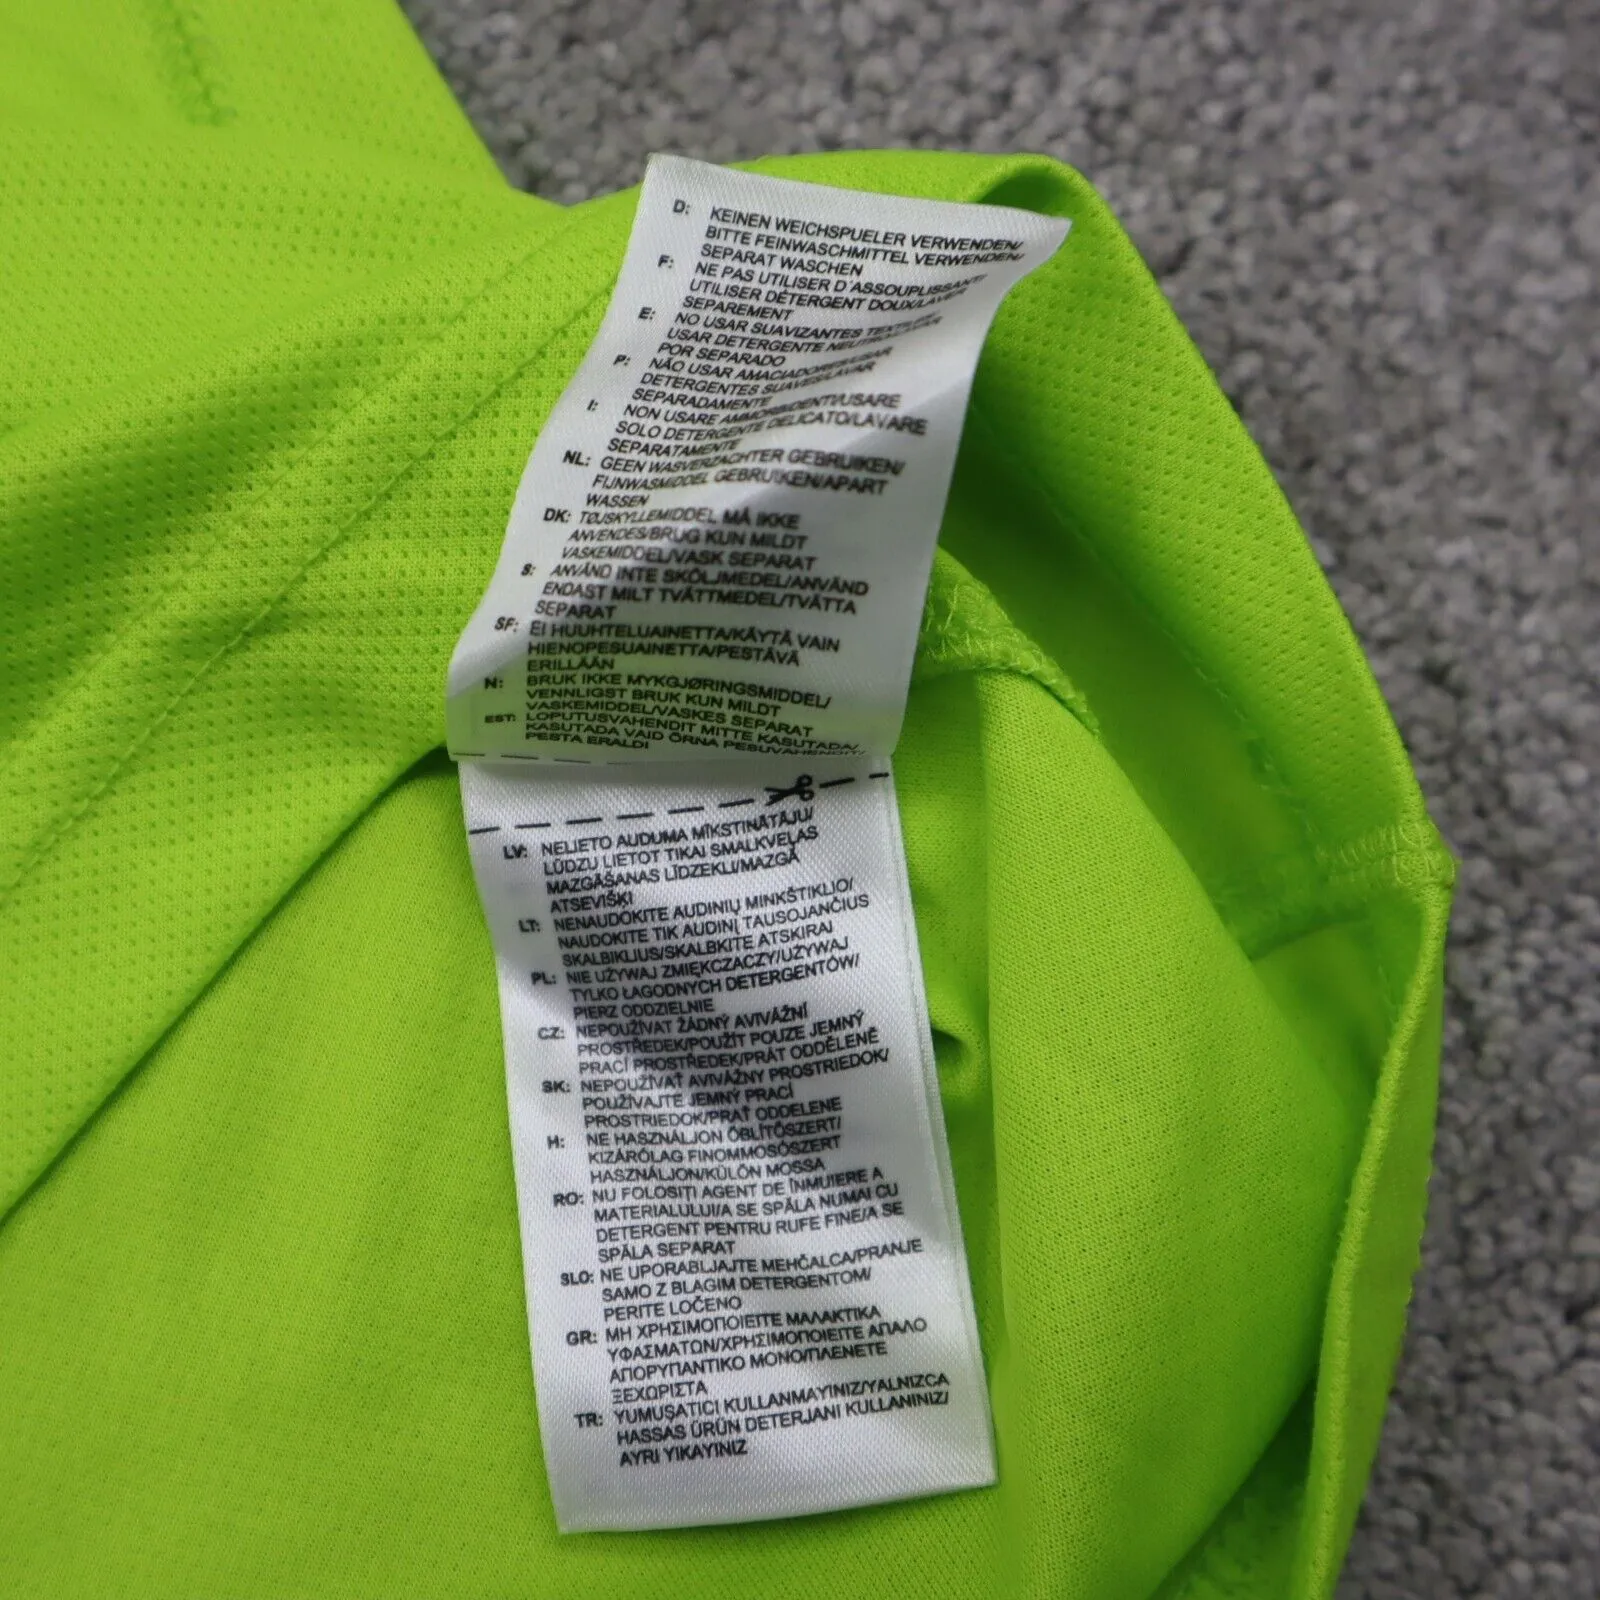 D: KEINEN WEICHSPUELER VERWENDEN/
BITTE FEINWASCHMITTEL VERWENDEN/
SEPARAT WASCHEN
F: NE PAS UTILISER D'ASSOUPLISSANT/
UTILISER DÉTERGENT DOUX/LAVER
SEPAREMENT
E: NO USAR SUAVIZANTES
USAR DETERGENTE
POR SEPARADO
P: NÃO USAR AMACIADORES/USAR
DETERGENTES SUAVES/LAVAR
SEPARADAMENTE
I: NON USARE AMMORBIDENTI/USARE
SOLO DETERGENTE DELICATO/LAVARE
SEPARATAMENTE
NL: GEEN WASVERZACHTER GEBRUIKEN/
FIJNWASMIDDEL GEBRUIKEN/APART
WASSEN
DK: TØJSKYLLEMIDDEL MÅ IKKE
ANVENDES/BRUG KUN MILDT
VASKEMIDDEL/VASK SEPARAT
S: ANVÄND INTE SKÖLJMEDEL/ANVÄND
ENDAST MILT TVÄTTMEDEL/TVÄTTA
SEPARAT
SF: EI HUUHTELUAINETTA/KÄYTÄ VAIN
HIENOPESUAINETTA/PESTÄVÄ
ERILLÄÄN
N: BRUK IKKE MYKGJØRINGSMIDDEL/
VENNLIGST BRUK KUN MILDT
VASKEMIDDEL/VASKES SEPARAT
EST: LOPUTUSVAHENDIT MITTE KASUTADA/
KASUTADA VAID ÕRNA PESUVAHENDIT/
PESTA ERALDI
LV: NELIETO AUDUMA MĪKSTINĀTĀJU/
LŪDZU LIETOT TIKAI SMALKVEĻAS
MAZGĀŠANAS LĪDZEKLI/MAZGĀ
ATSEVIŠĶI
LT: NENAUDOKITE AUDINIŲ MINKŠTIKLIO/
NAUDOKITE TIK AUDINĮ TAUSOJANČIUS
SKALBIKLIUS/SKALBKITE ATSKIRAI
PL: NIE UŻYWAJ ZMIĘKCZACZY/UŻYWAJ
TYLKO ŁAGODNYCH DETERGENTÓW/
PIERZ ODDZIELNIE
CZ: NEPOUŽÍVAT ŽÁDNÝ AVIVÁŽNÍ
PROSTŘEDEK/POUŽÍT POUZE JEMNÝ
PRACÍ PROSTŘEDEK/PRÁT ODDĚLENĚ
SK: NEPOUŽÍVAŤ AVIVÁŽNY PROSTRIEDOK/
POUŽÍVAJTE JEMNÝ PRACÍ
PROSTRIEDOK/PRAŤ ODDELENE
H: NE HASZNÁLJON ÖBLÍTŐSZERT/
KIZÁRÓLAG FINOMMOSÓSZERT
HASZNÁLJON/KÜLÖN MOSSA
RO: NU FOLOSIȚI AGENT DE ÎNMUIERE A
MATERIALULUI/A SE SPĂLA NUMAI CU
DETERGENT PENTRU RUFE FINE/A SE
SPĂLA SEPARAT
SLO: NE UPORABLJAJTE MEHČALCA/PRANJE
SAMO Z BLAGIM DETERGENTOM/
PERITE LOČENO
GR: ΜΗ ΧΡΗΣΙΜΟΠΟΙΕΙΤΕ ΜΑΛΑΚΤΙΚΑ
ΥΦΑΣΜΑΤΩΝ/ΧΡΗΣΙΜΟΠΟΙΕΙΤΕ ΑΠΑΛΟ
ΑΠΟΡΥΠΑΝΤΙΚΟ ΜΟΝΟ/ΠΛΕΝΕΤΕ
ΞΕΧΩΡΙΣΤΑ
TR: YUMUŞATICI KULLANMAYINIZ/YALNIZCA
HASSAS ÜRÜN DETERJANI KULLANINIZ/
AYRI YIKAYINIZ